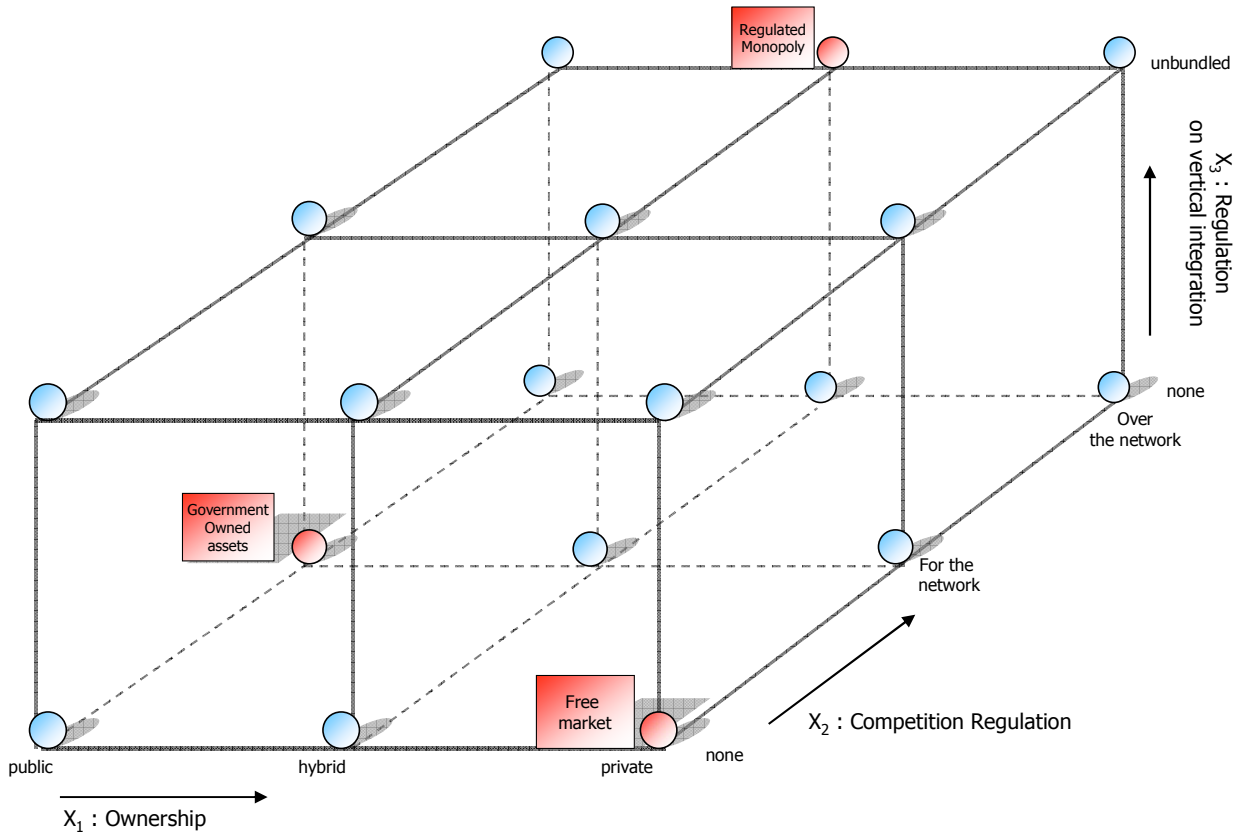 Regulated
Monopoly
unbundled
X3 : Regulation
on vertical integration
none
Over
the network
Government
Owned
assets
For the
network
Free
market
X2 : Competition Regulation
none
public
hybrid
private
X1 : Ownership